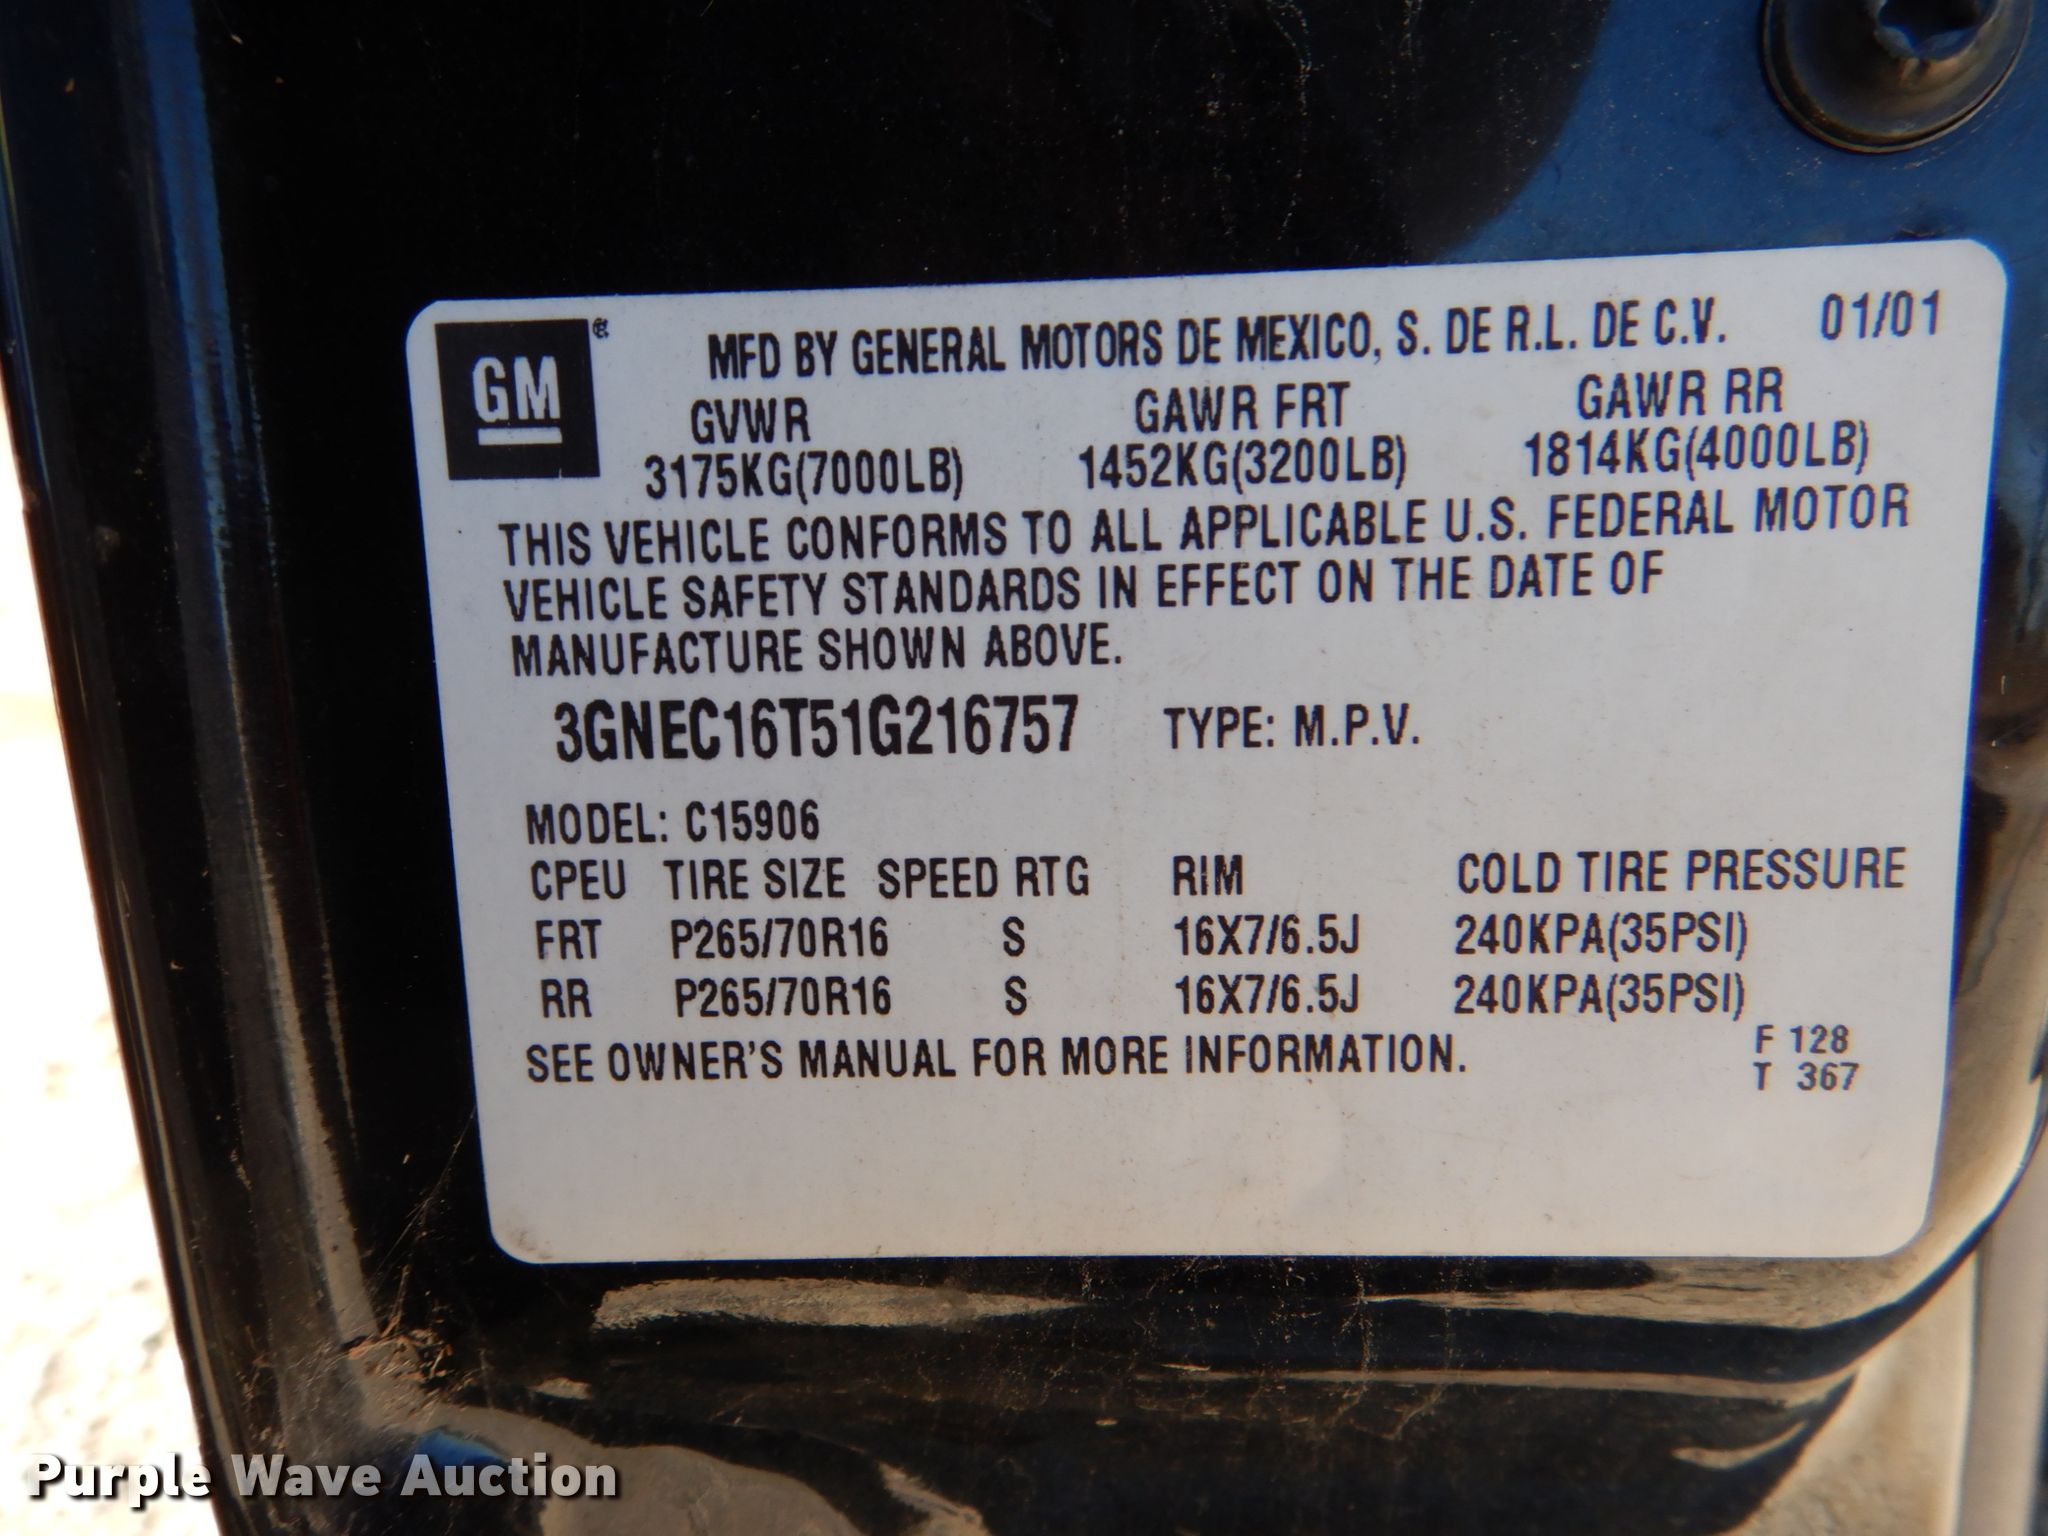 GM ®
MFD BY GENERAL MOTORS DE MEXICO, S. DE R.L. DE C.V. 01/01
GVWR GAWR FRT GAWR RR
3175KG(7000LB) 1452KG(3200LB) 1814KG(4000LB)
THIS VEHICLE CONFORMS TO ALL APPLICABLE U.S. FEDERAL MOTOR
VEHICLE SAFETY STANDARDS IN EFFECT ON THE DATE OF
MANUFACTURE SHOWN ABOVE.
3GNEC16T51G216757 TYPE: M.P.V.
MODEL: C15906
CPEU TIRE SIZE SPEED RTG RIM COLD TIRE PRESSURE
FRT P265/70R16 S 16X7/6.5J 240KPA(35PSI)
RR P265/70R16 S 16X7/6.5J 240KPA(35PSI)
SEE OWNER'S MANUAL FOR MORE INFORMATION.
F 128
T 367
Purple Wave Auction